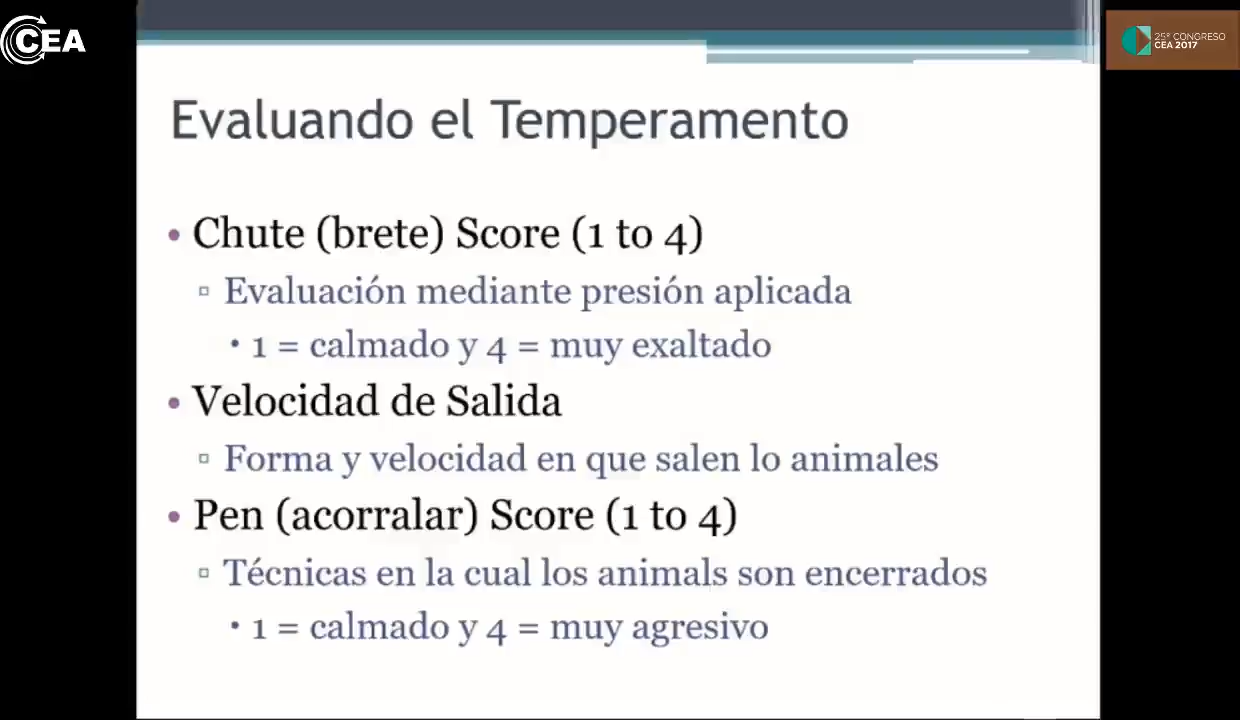 CEA
25º CONGRESO
CEA 2017
Evaluando el Temperamento
• Chute (brete) Score (1 to 4)
▫ Evaluación mediante presión aplicada
• 1 = calmado y 4 = muy exaltado
• Velocidad de Salida
▫ Forma y velocidad en que salen lo animales
• Pen (acorralar) Score (1 to 4)
▫ Técnicas en la cual los animals son encerrados
• 1 = calmado y 4 = muy agresivo